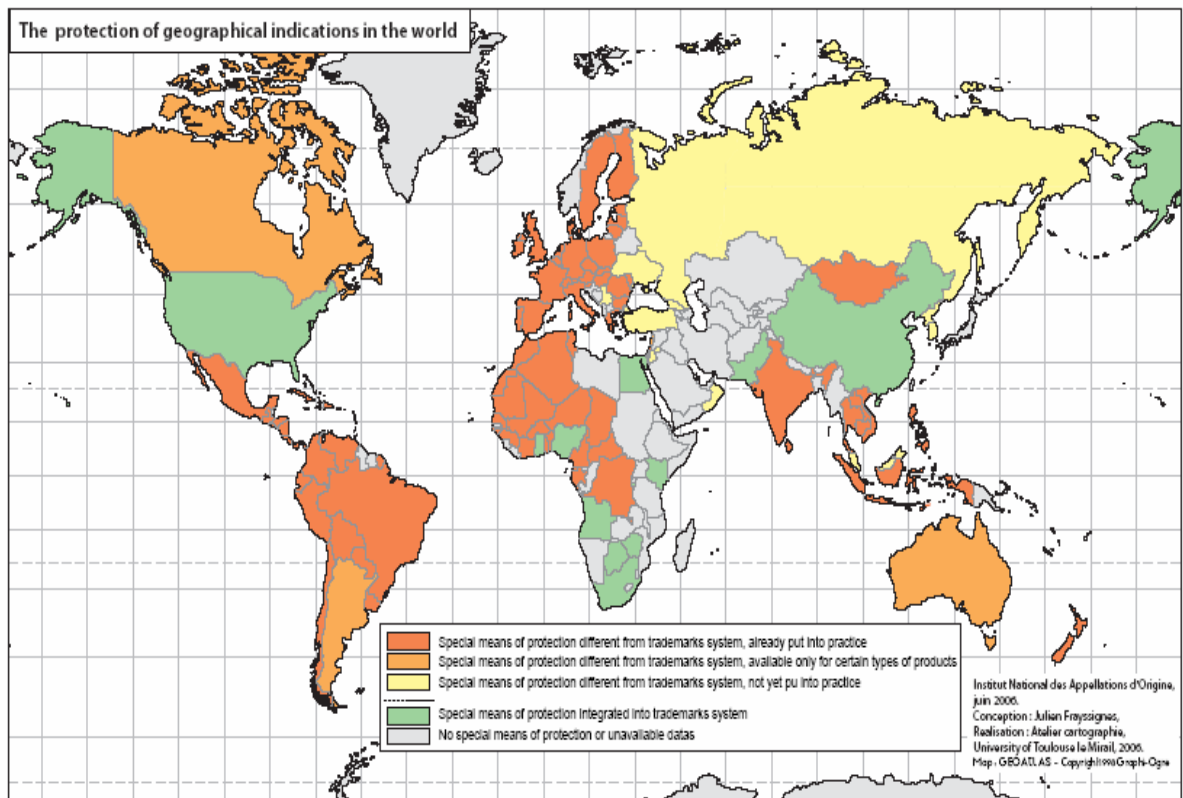 The protection of geographical indications in the world
Special means of protection different from trademarks system, already put into practice
Special means of protection different from trademarks system, available only for certain types of products
Special means of protection different from trademarks system, not yet pu into practice
Special means of protection integrated into trademarks system
No special means of protection or unavailable datas
Institut National des Appellations d'Origine,
juin 2006.
Conception : Julien Frayssignes,
Realisation : Atelier cartographie,
University of Toulouse le Mirail, 2006.
Map : GEOATLAS - Copyright1998 Graphi-Ogre